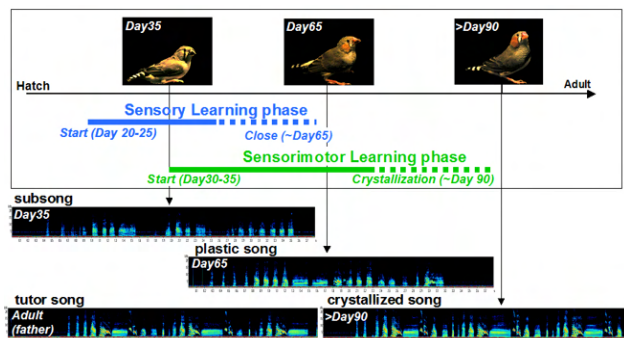 Day35
Day65
>Day90
Hatch
Adult
Sensory Learning phase
Start (Day 20-25)
Close (~Day65)
Sensorimotor Learning phase
Start (Day30-35)
Crystallization (~Day 90)
subsong
Day35
plastic song
Day65
tutor song
Adult
(father)
crystallized song
>Day90